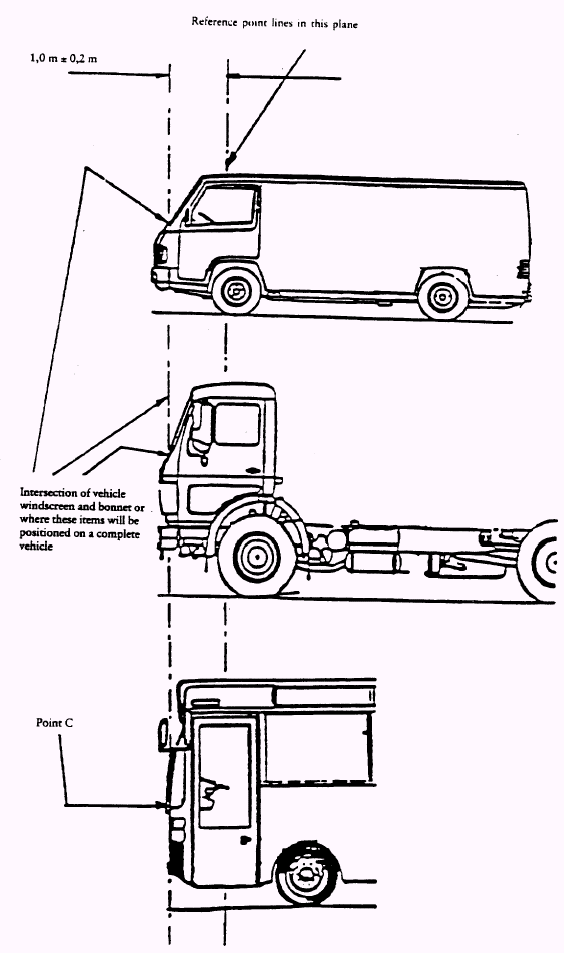 Reference point lines in this plane
1,0 m ± 0,2 m
Intersection of vehicle
windscreen and bonnet or
where these items will be
positioned on a complete
vehicle
Point C